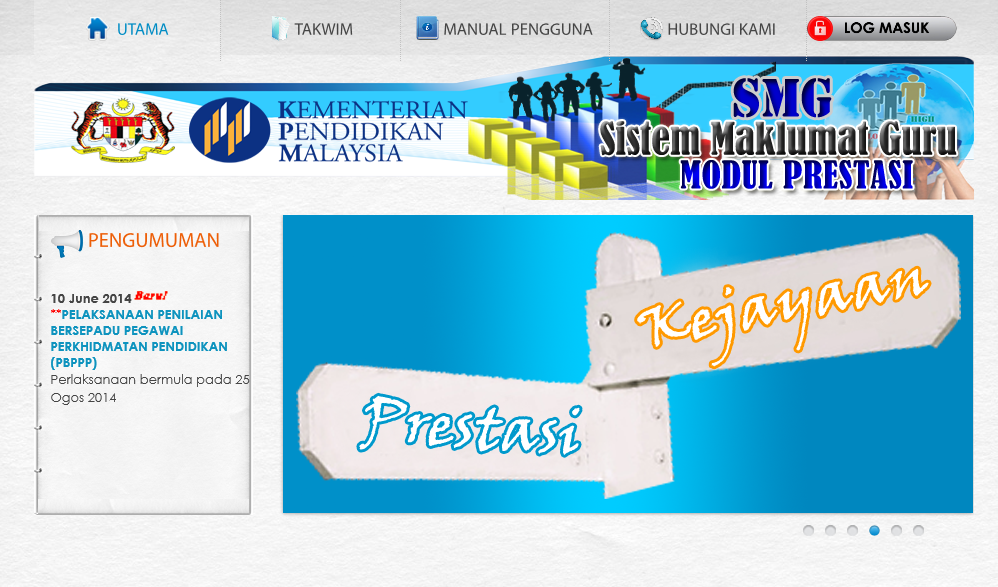 UTAMA
TAKWIM
MANUAL PENGGUNA
HUBUNGI KAMI
LOG MASUK
KEMENTERIAN
PENDIDIKAN
MALAYSIA
SMG
Sistem Maklumat Guru
MODUL PRESTASI
HIGH
PENGUMUMAN
10 June 2014 Baru!
**PELAKSANAAN PENILAIAN
BERSEPADU PEGAWAI
PERKHIDMATAN PENDIDIKAN
(PBPPP)
Perlaksanaan bermula pada 25
Ogos 2014
Kejayaan
Prestasi